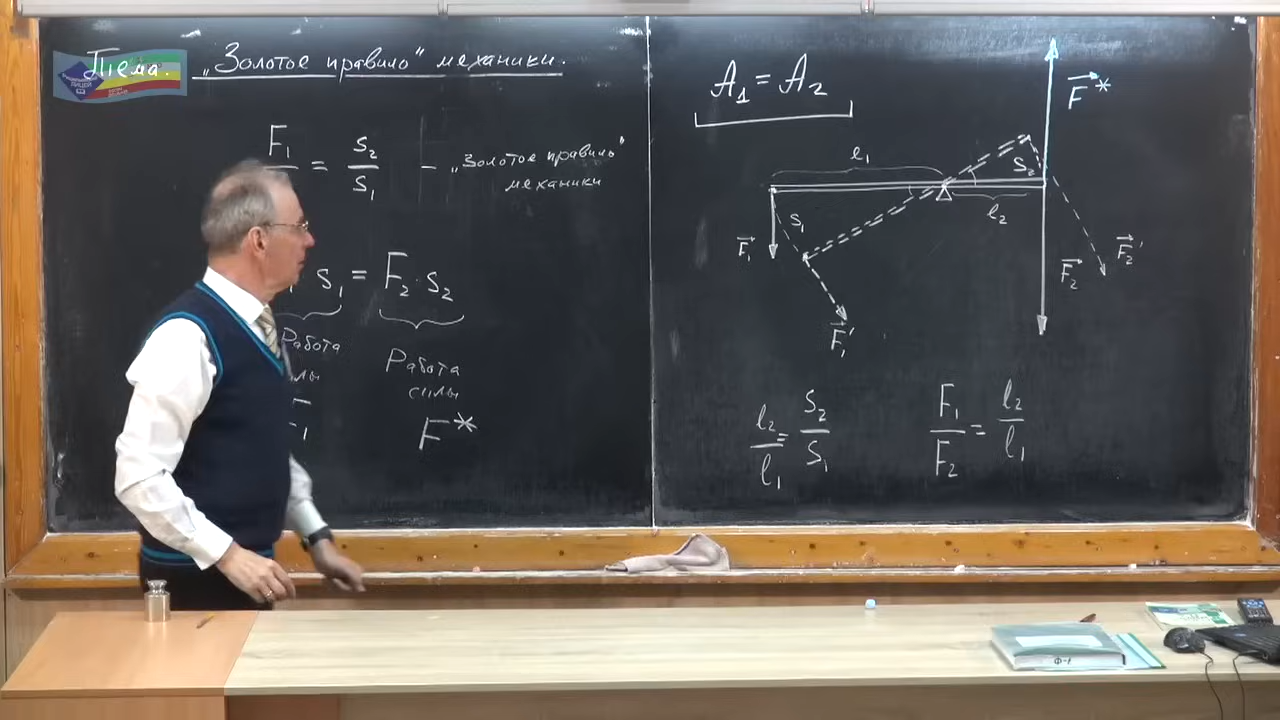 Тема. „Золотое правило" механики.
F₁ = s₂/s₁ – „Золотое правило"
механики
s₁ = F₂ · s₂
Работа
Работа
силы
F*
A₁ = A₂
F*
l₁
s₂
l₂
s₁
F₁
F₂'
F₂
F₁'
l₂/l₁ = s₂/s₁
F₁/F₂ = l₂/l₁
Ф-1